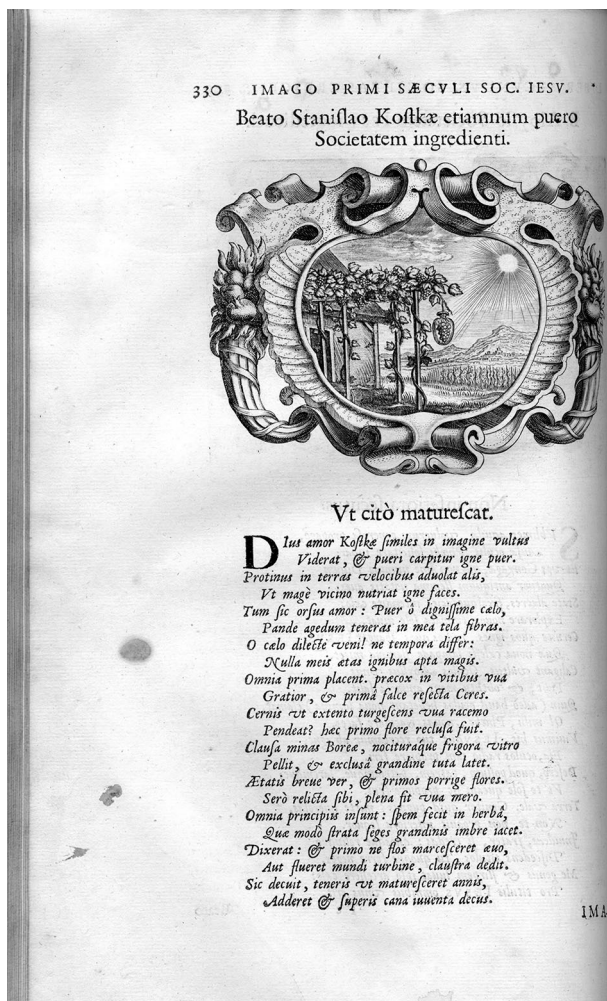 330 IMAGO PRIMI SÆCVLI SOC. IESV.
Beato Staniſlao Koſtkæ etiamnum puero
Societatem ingredienti.
Vt citò matureſcat.
DIus amor Koſtkæ ſimiles in imagine vultus
Viderat, & pueri carpitur igne puer.
Protinus in terras velocibus aduolat alis,
Vt magè vicino nutriat igne faces.
Tum ſic orſus amor: Puer ô digniſſime cælo,
Pande agedum teneras in mea tela fibras.
O cælo dilecte veni! ne tempora differ:
Nulla meis ætas ignibus apta magis.
Omnia prima placent. præcox in vitibus vua
Gratior, & primâ falce reſecta Ceres.
Cernis vt extento turgeſcens vua racemo
Pendeat? hæc primo flore recluſa fuit.
Clauſa minas Boreæ, nocituraque frigora vitro
Pellit, & excluſâ grandine tuta latet.
Ætatis breue ver, & primos porrige flores.
Serò relicta ſibi, plena fit vua mero.
Omnia principiis inſunt: ſpem fecit in herbâ,
Quæ modò ſtrata ſeges grandinis imbre iacet.
Dixerat: & primo ne flos marceſceret æuo,
Aut flueret mundi turbine, clauſtra dedit.
Sic decuit, teneris vt matureſceret annis,
Adderet & ſuperis cana iuuenta decus.
IMA